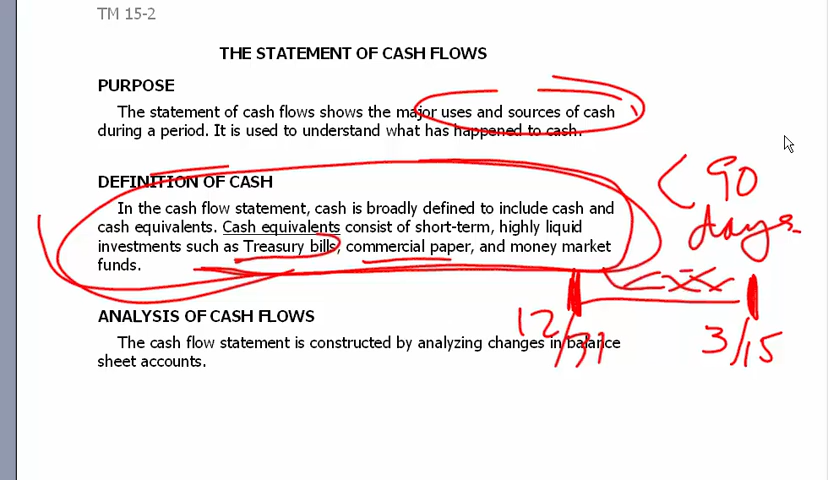 TM 15-2
THE STATEMENT OF CASH FLOWS
PURPOSE
The statement of cash flows shows the major uses and sources of cash
during a period. It is used to understand what has happened to cash.
DEFINITION OF CASH
In the cash flow statement, cash is broadly defined to include cash and
cash equivalents. Cash equivalents consist of short-term, highly liquid
investments such as Treasury bills, commercial paper, and money market
funds.
< 90
days
ANALYSIS OF CASH FLOWS
12/31
3/15
The cash flow statement is constructed by analyzing changes in balance
sheet accounts.